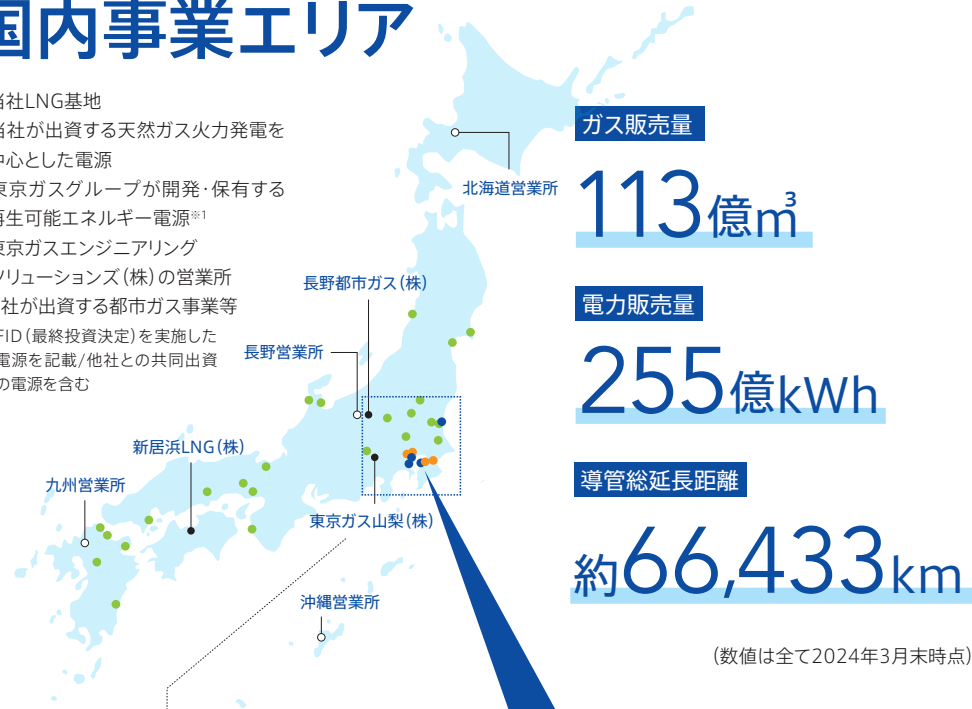 国内事業エリア
当社LNG基地
当社が出資する天然ガス火力発電を
中心とした電源
東京ガスグループが開発・保有する
再生可能エネルギー電源※1
東京ガスエンジニアリング
ソリューションズ(株)の営業所
社が出資する都市ガス事業等
FID(最終投資決定)を実施した
電源を記載/他社との共同出資
の電源を含む
北海道営業所
長野都市ガス(株)
長野営業所
新居浜LNG(株)
九州営業所
東京ガス山梨(株)
沖縄営業所
ガス販売量
113億㎥
電力販売量
255億kWh
導管総延長距離
約66,433km
(数値は全て2024年3月末時点)